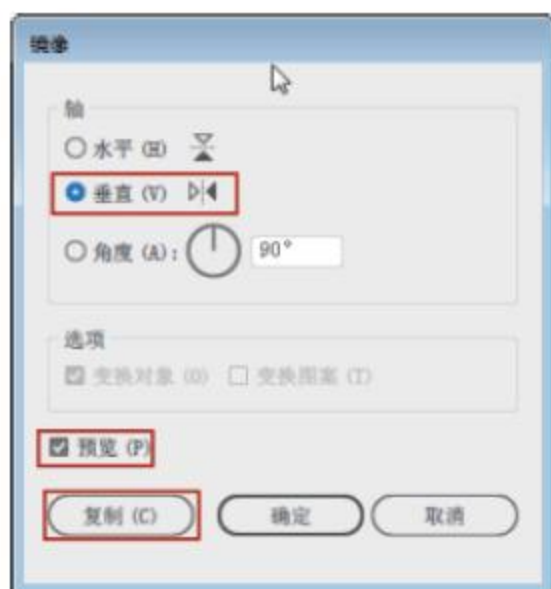 镜像
轴
水平 (H)
垂直 (V)
角度 (A): 90°
选项
变换对象 (O) 变换图案 (T)
预览 (P)
复制 (C) 确定 取消